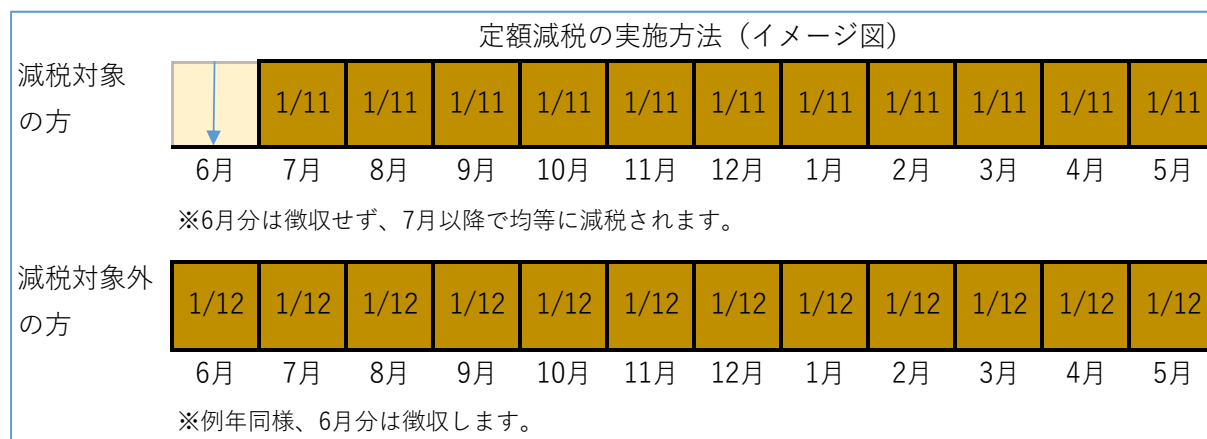 定額減税の実施方法（イメージ図）
減税対象
の方
1/11 1/11 1/11 1/11 1/11 1/11 1/11 1/11 1/11 1/11 1/11
6月 7月 8月 9月 10月 11月 12月 1月 2月 3月 4月 5月
※6月分は徴収せず、7月以降で均等に減税されます。
減税対象外
の方
1/12 1/12 1/12 1/12 1/12 1/12 1/12 1/12 1/12 1/12 1/12 1/12
6月 7月 8月 9月 10月 11月 12月 1月 2月 3月 4月 5月
※例年同様、6月分は徴収します。